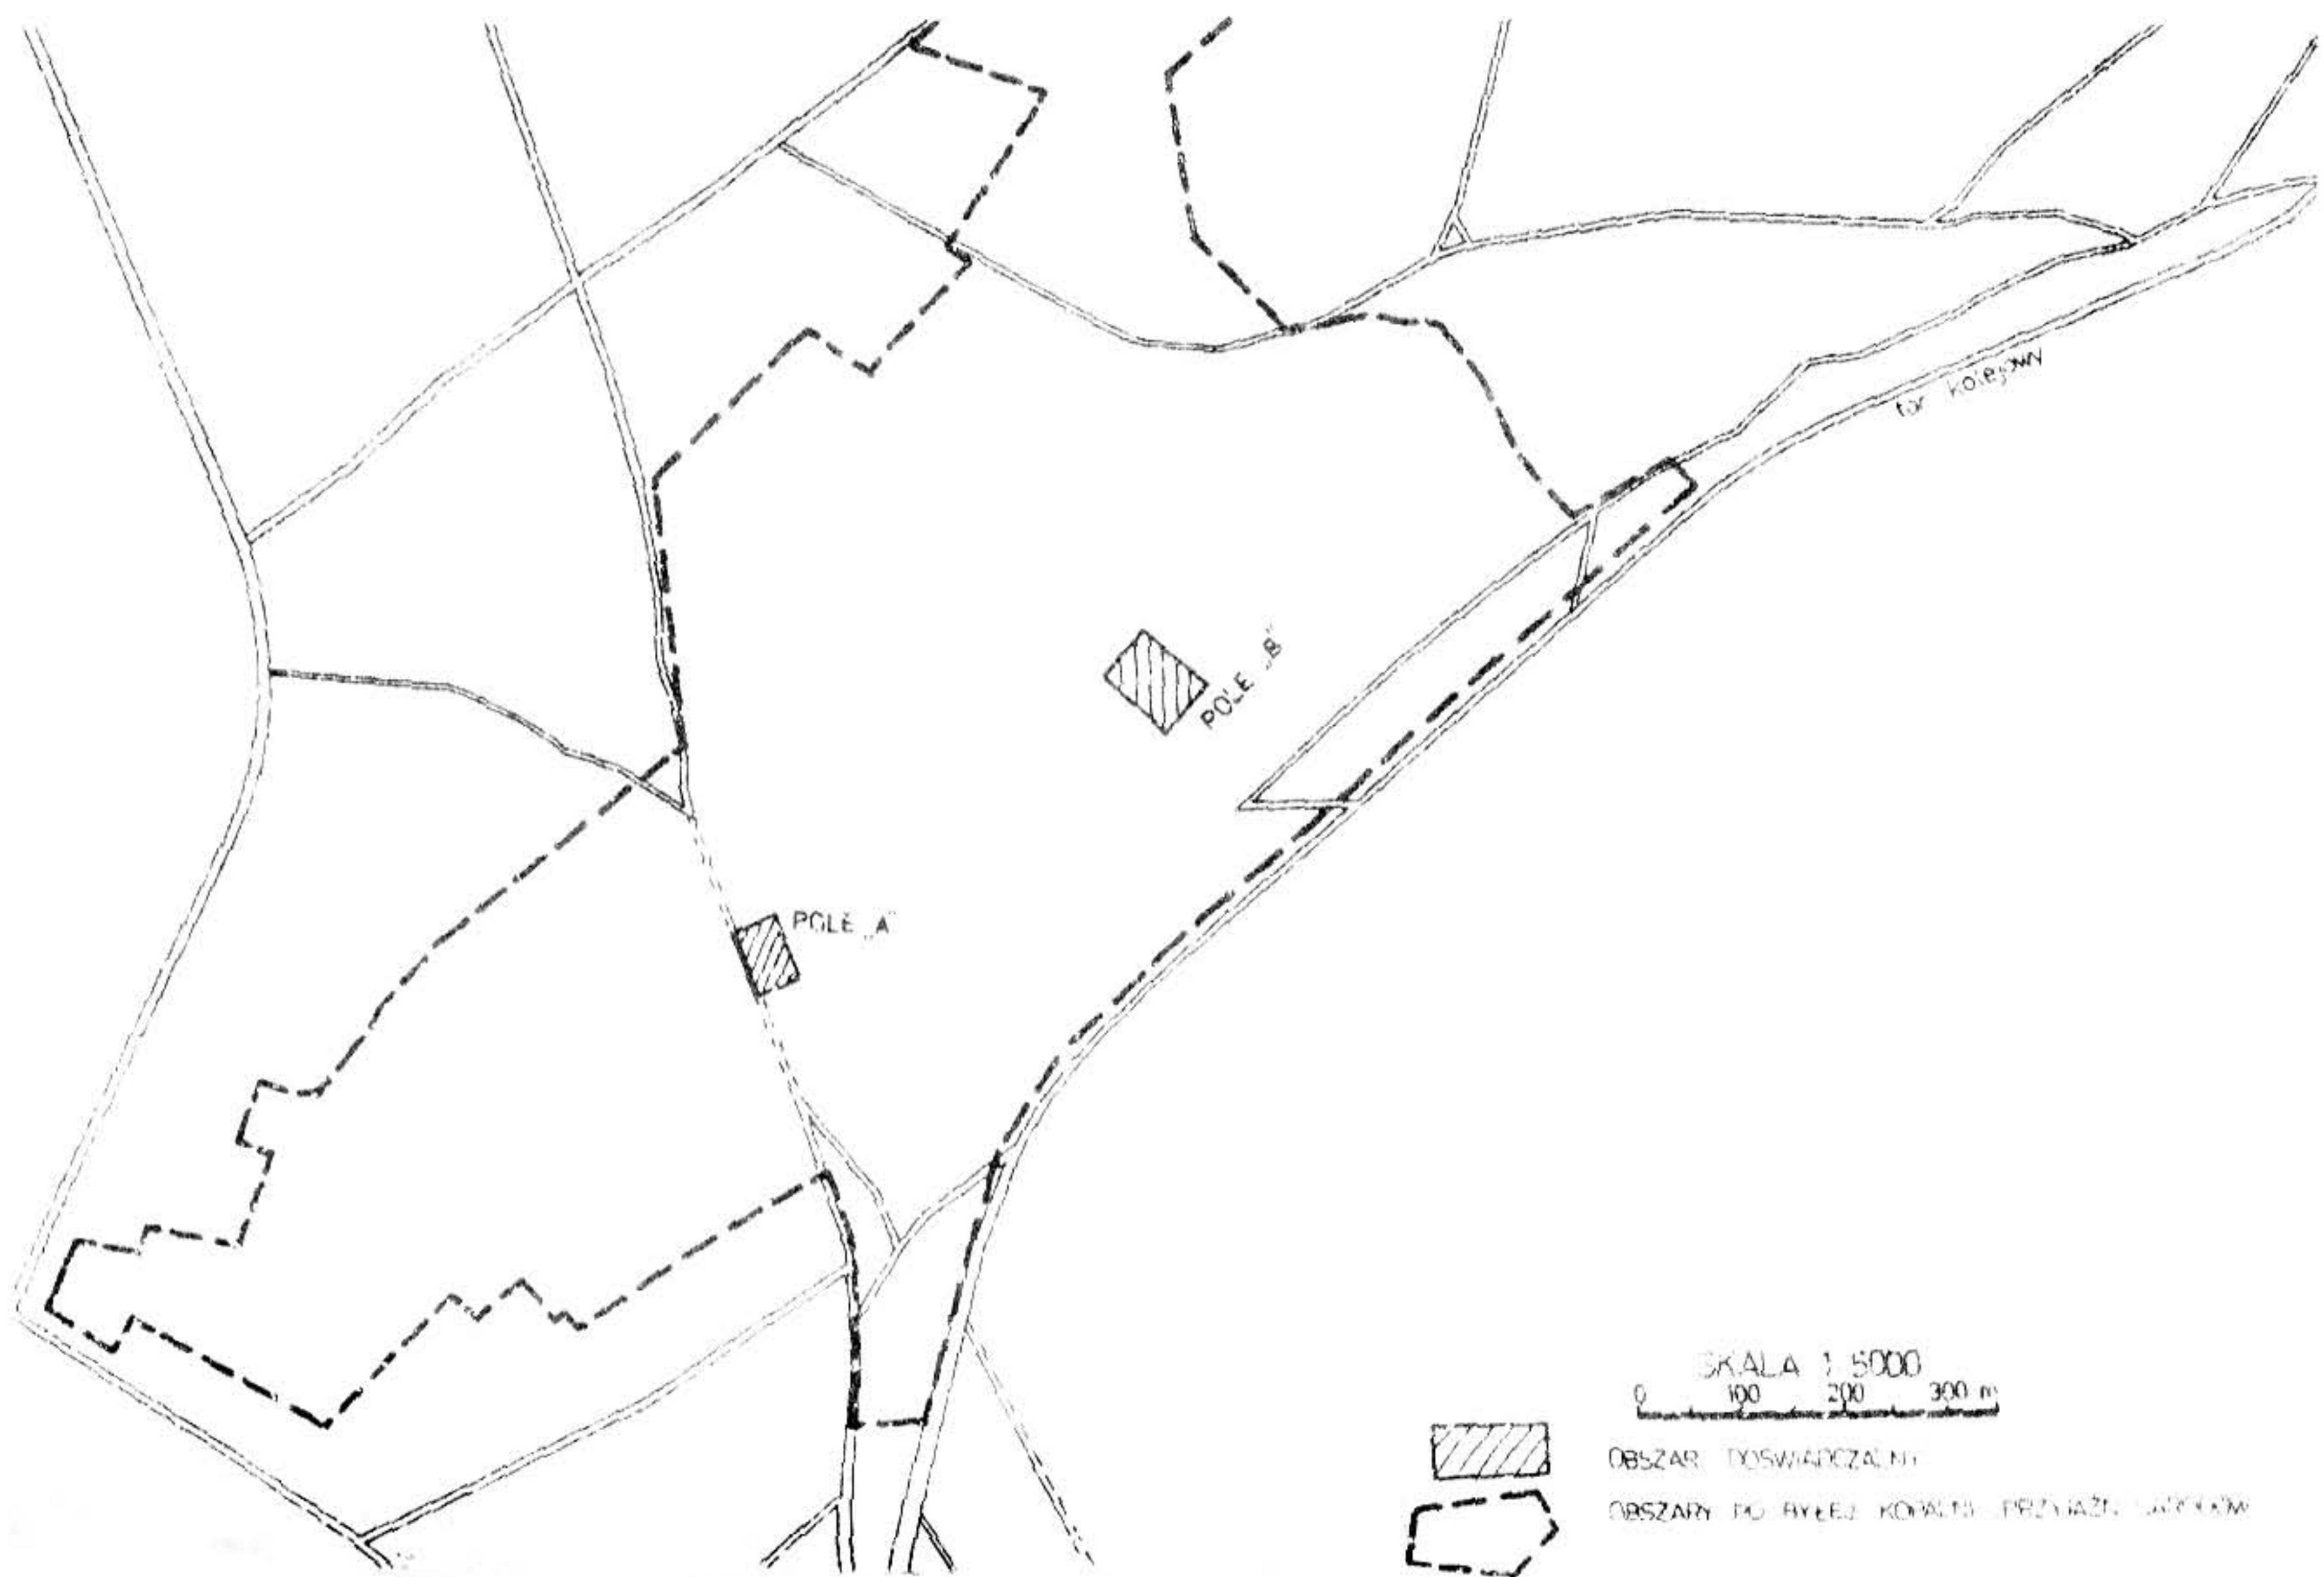 tor kolejowy
POLE „B”
POLE „A”
SKALA 1:5000
0 100 200 300 m
OBSZAR DOŚWIADCZALNY
OBSZARY PO BYŁEJ KOPALNI